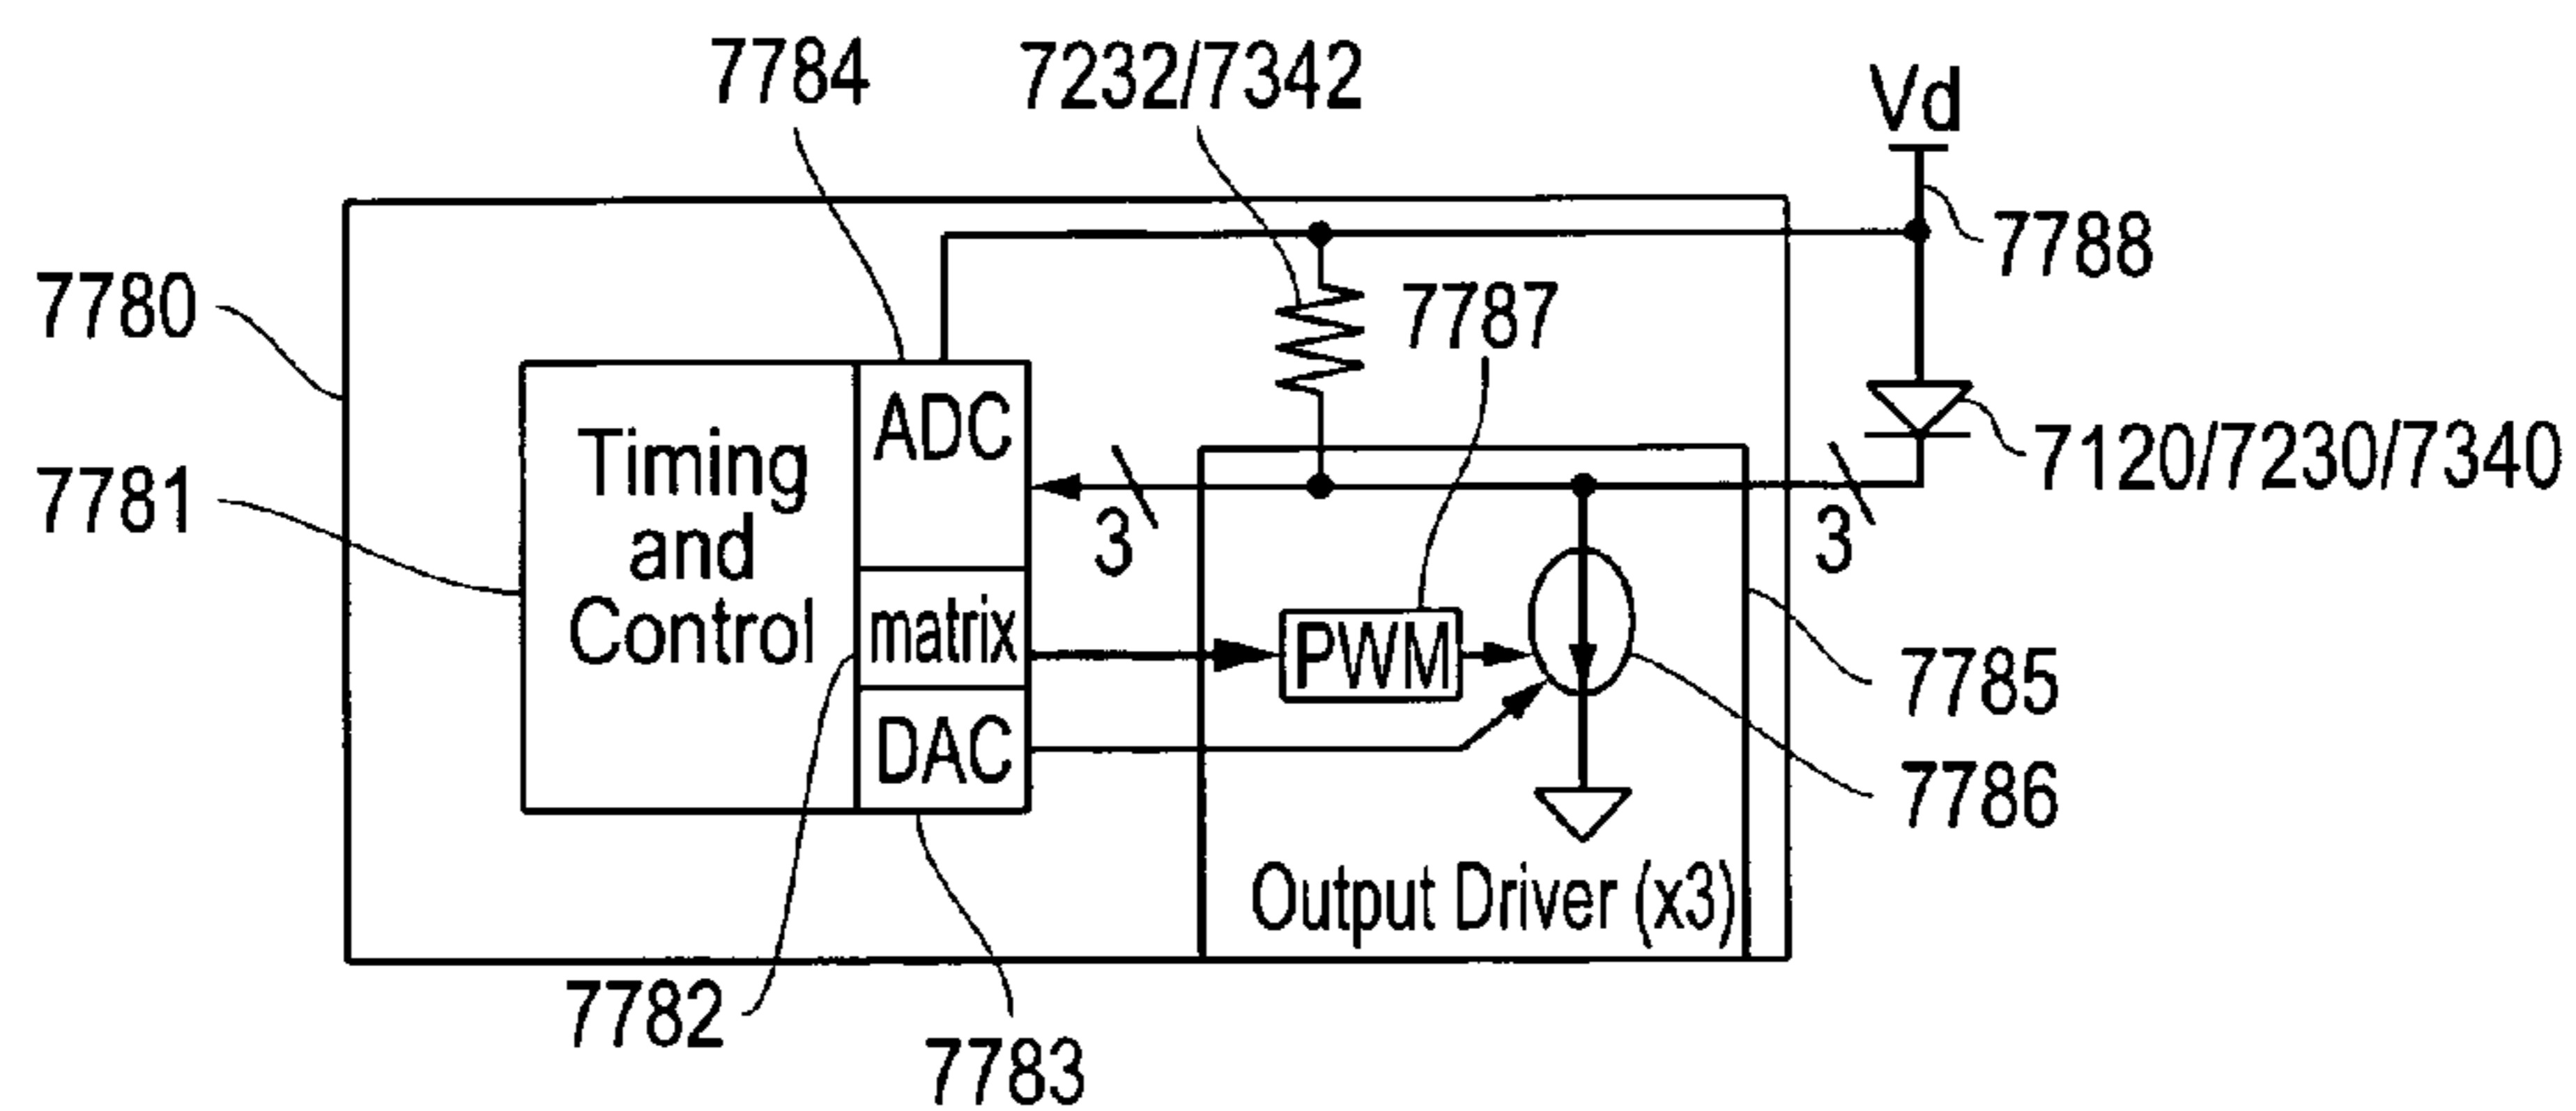 7784
7232/7342
Vd
7788
7780
7787
7781
Timing
and
Control
ADC
3
3
7120/7230/7340
matrix
PWM
DAC
7785
7786
Output Driver (x3)
7782
7783